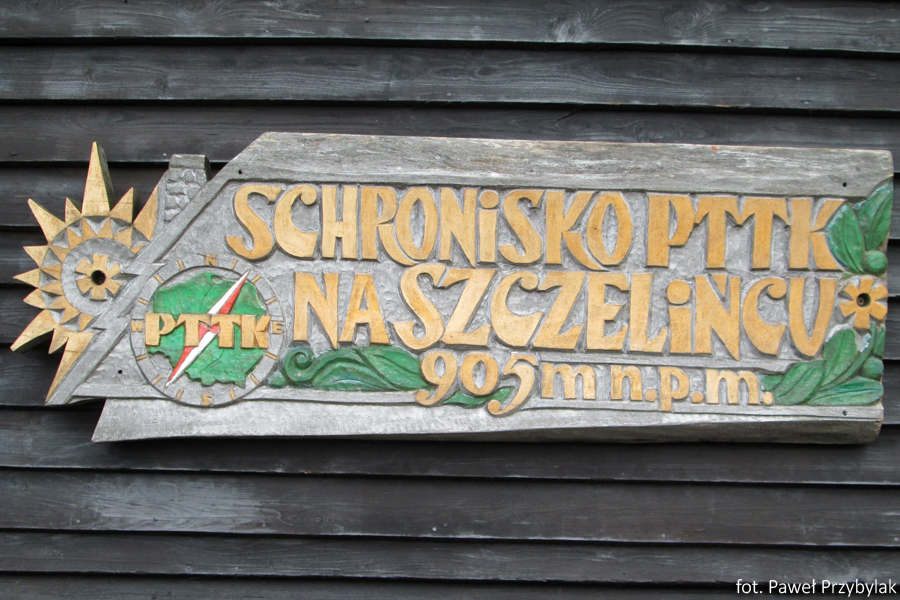 SCHRONiSKO PTTK
NA SZCZELiŃCU
905 m n.p.m.
N
W PTTK E
S
fot. Paweł Przybylak